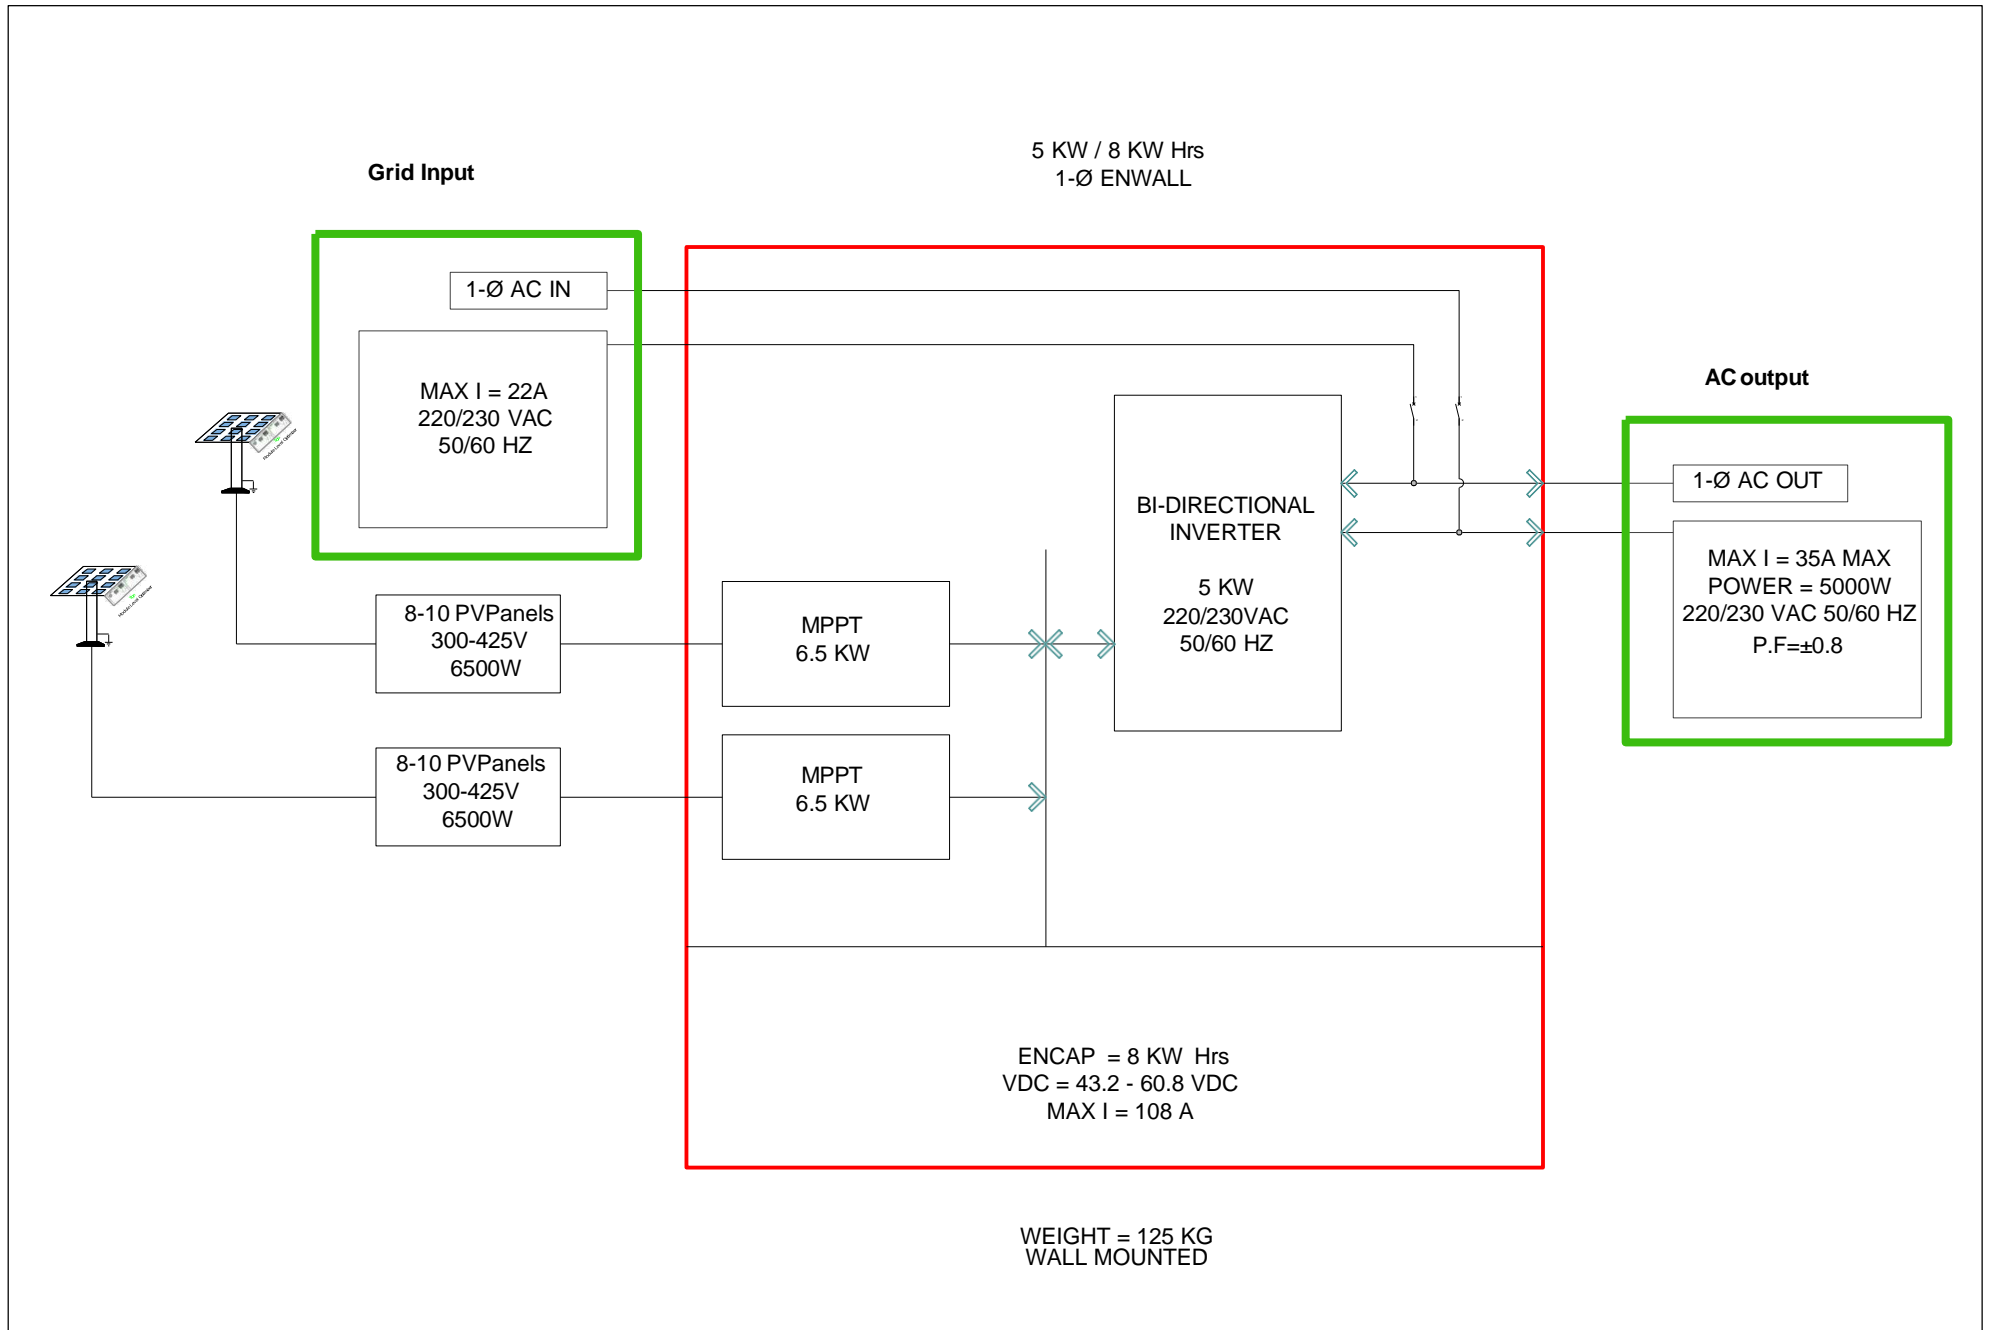 5 KW / 8 KW Hrs
1-Ø ENWALL
Grid Input
1-Ø AC IN
MAX I = 22A
220/230 VAC
50/60 HZ
AC output
1-Ø AC OUT
MAX I = 35A MAX
POWER = 5000W
220/230 VAC 50/60 HZ
P.F=±0.8
BI-DIRECTIONAL
INVERTER
5 KW
220/230VAC
50/60 HZ
8-10 PVPanels
300-425V
6500W
MPPT
6.5 KW
8-10 PVPanels
300-425V
6500W
MPPT
6.5 KW
ENCAP = 8 KW Hrs
VDC = 43.2 - 60.8 VDC
MAX I = 108 A
WEIGHT = 125 KG
WALL MOUNTED